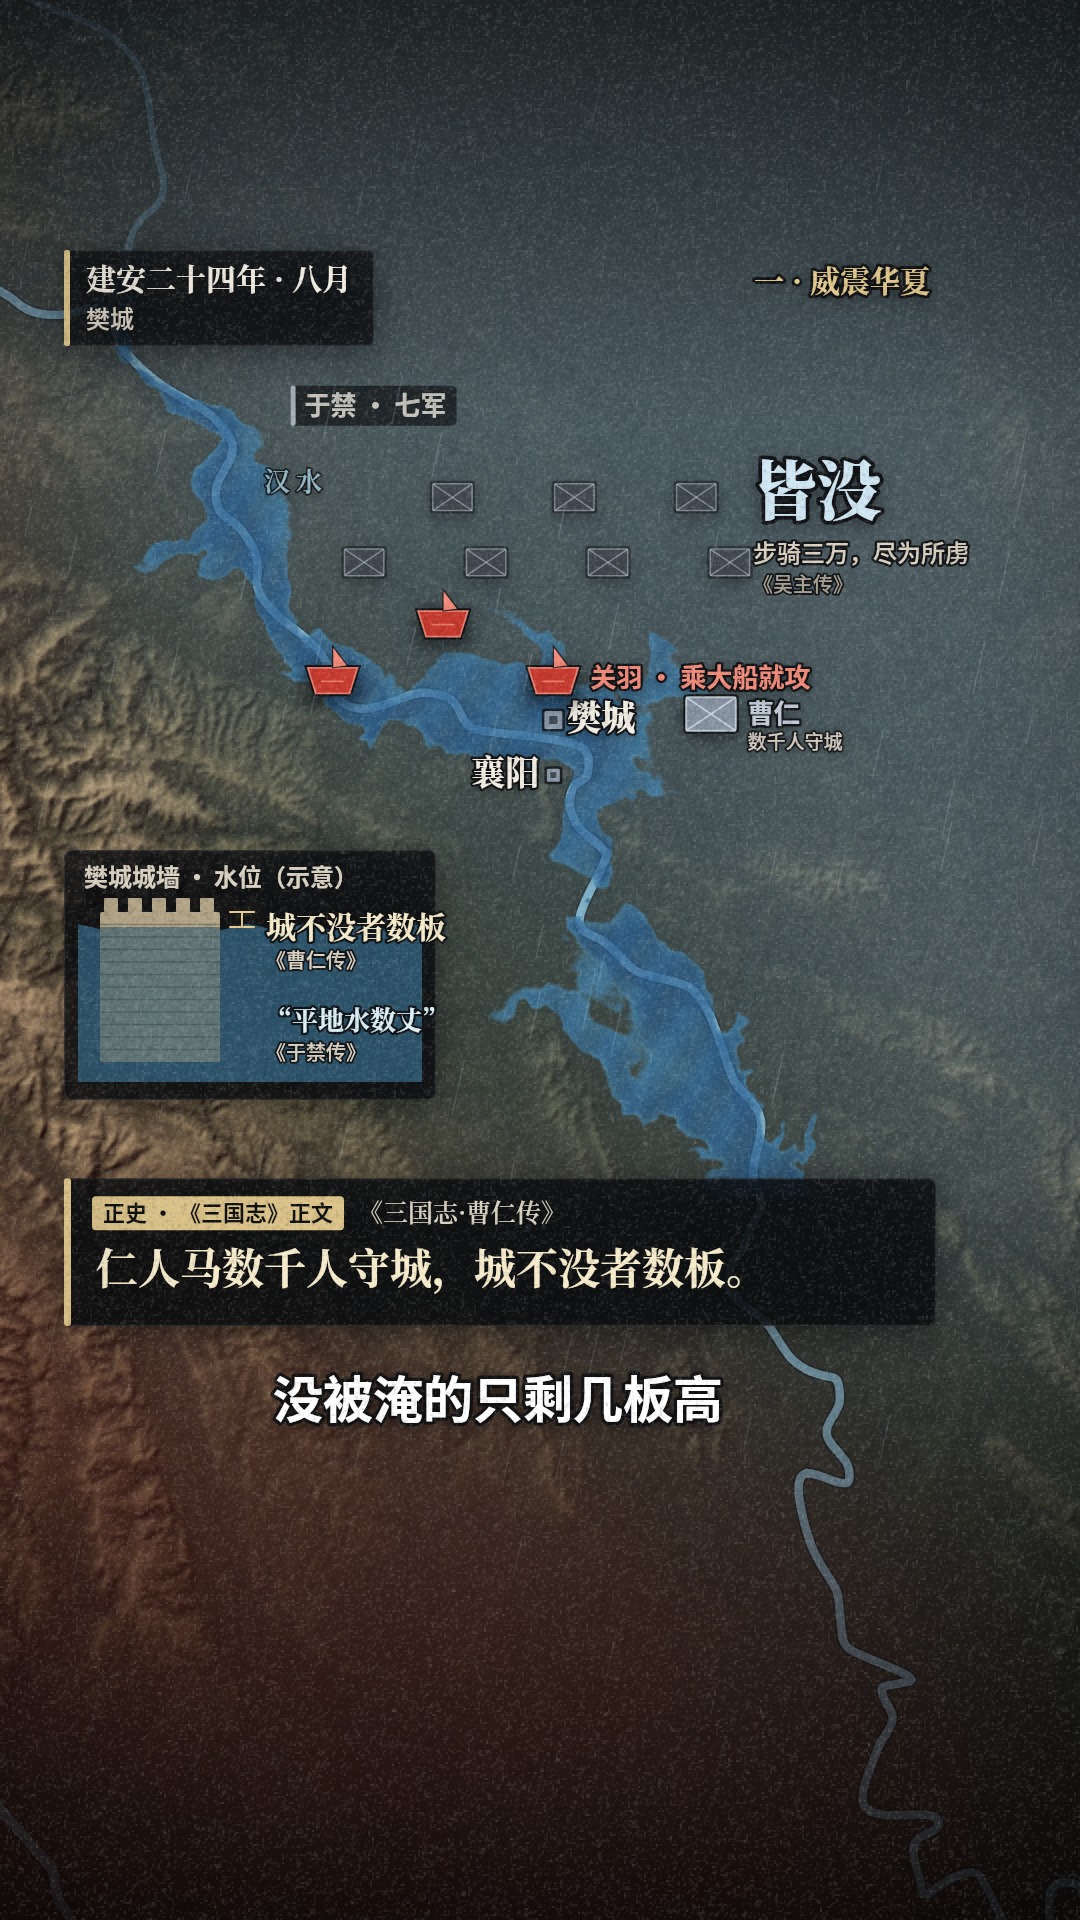 建安二十四年·八月
樊城
一·威震华夏
于禁·七军
汉水
皆没
步骑三万，尽为所虏
《吴主传》
关羽·乘大船就攻
樊城
曹仁
数千人守城
襄阳
樊城城墙·水位（示意）
城不没者数板
《曹仁传》
“平地水数丈”
《于禁传》
正史·《三国志》正文 《三国志·曹仁传》
仁人马数千人守城，城不没者数板。
没被淹的只剩几板高